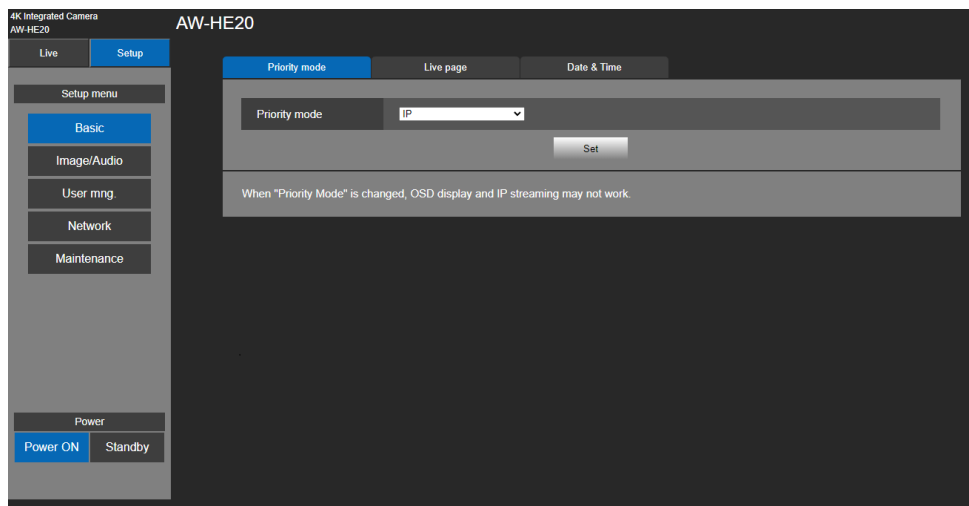 4K Integrated Camera
AW-HE20
AW-HE20
Live Setup
Priority mode Live page Date & Time
Setup menu
Priority mode IP
Basic
Set
Image/Audio
User mng.
When "Priority Mode" is changed, OSD display and IP streaming may not work.
Network
Maintenance
Power
Power ON Standby